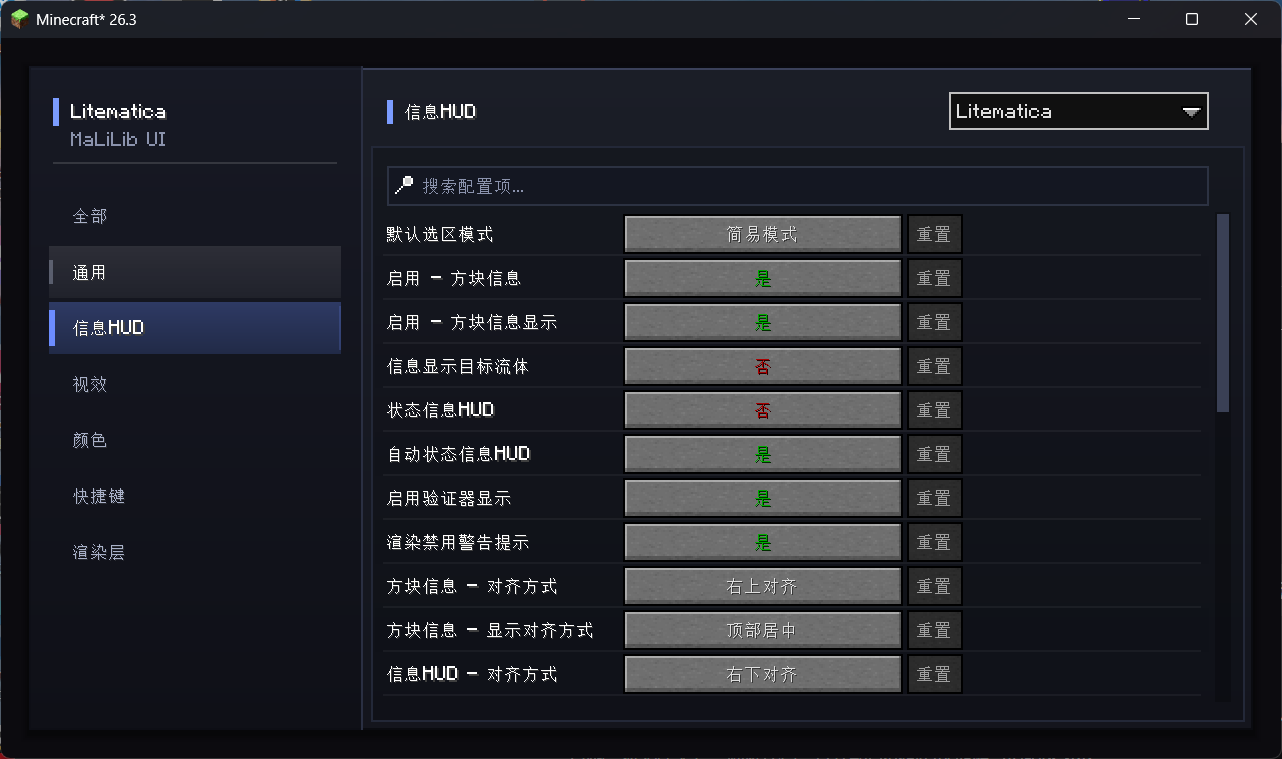 Minecraft* 26.3
Litematica
MaLiLib UI
全部
通用
信息HUD
视效
颜色
快捷键
渲染层
信息HUD
Litematica
搜索配置项...
默认选区模式 简易模式 重置
启用 - 方块信息 是 重置
启用 - 方块信息显示 是 重置
信息显示目标流体 否 重置
状态信息HUD 否 重置
自动状态信息HUD 是 重置
启用验证器显示 是 重置
渲染禁用警告提示 是 重置
方块信息 - 对齐方式 右上对齐 重置
方块信息 - 显示对齐方式 顶部居中 重置
信息HUD - 对齐方式 右下对齐 重置